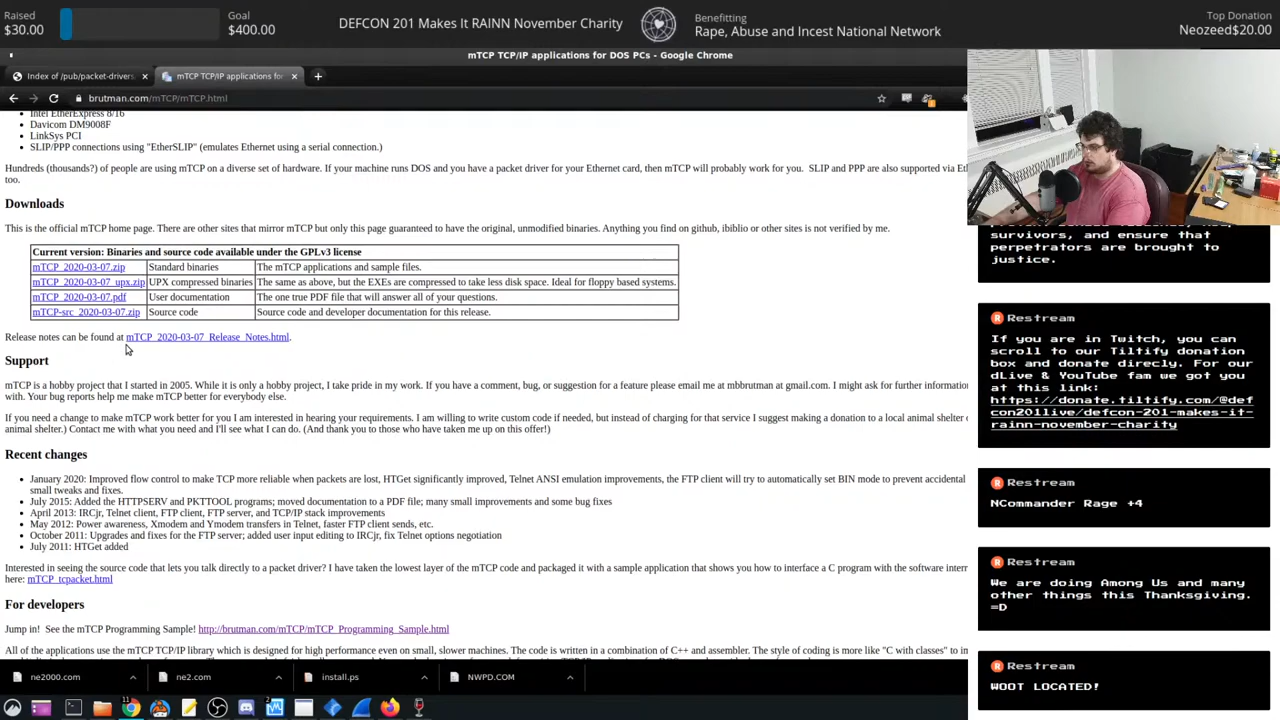 Raised
$30.00
Goal
$400.00
DEFCON 201 Makes It RAINN November Charity
Benefitting
Rape, Abuse and Incest National Network
Top Donation
Neozeed$20.00
mTCP TCP/IP applications for DOS PCs - Google Chrome
Index of /pub/packet-drivers
mTCP TCP/IP applications fo
brutman.com/mTCP/mTCP.html
Intel EtherExpress 8/16
Davicom DM9008F
LinkSys PCI
SLIP/PPP connections using "EtherSLIP" (emulates Ethernet using a serial connection.)
Hundreds (thousands?) of people are using mTCP on a diverse set of hardware. If your machine runs DOS and you have a packet driver for your Ethernet card, then mTCP will probably work for you. SLIP and PPP are also supported via Eth
too.
Downloads
This is the official mTCP home page. There are other sites that mirror mTCP but only this page guaranteed to have the original, unmodified binaries. Anything you find on github, ibiblio or other sites is not verified by me.
Current version: Binaries and source code available under the GPLv3 license
mTCP_2020-03-07.zip Standard binaries The mTCP applications and sample files.
mTCP_2020-03-07_upx.zip UPX compressed binaries The same as above, but the EXEs are compressed to take less disk space. Ideal for floppy based systems.
mTCP_2020-03-07.pdf User documentation The one true PDF file that will answer all of your questions.
mTCP-src_2020-03-07.zip Source code Source code and developer documentation for this release.
Release notes can be found at mTCP_2020-03-07_Release_Notes.html.
Support
mTCP is a hobby project that I started in 2005. While it is only a hobby project, I take pride in my work. If you have a comment, bug, or suggestion for a feature please email me at mbbrutman at gmail.com. I might ask for further information
with. Your bug reports help me make mTCP better for everybody else.
If you need a change to make mTCP work better for you I am interested in hearing your requirements. I am willing to write custom code if needed, but instead of charging for that service I suggest making a donation to a local animal shelter
animal shelter.) Contact me with what you need and I'll see what I can do. (And thank you to those who have taken me up on this offer!)
Recent changes
January 2020: Improved flow control to make TCP more reliable when packets are lost, HTGet significantly improved, Telnet ANSI emulation improvements, the FTP client will try to automatically set BIN mode to prevent accidental
small tweaks and fixes.
July 2015: Added the HTTPSERV and PKTTOOL programs; moved documentation to a PDF file; many small improvements and some bug fixes
April 2013: IRCjr, Telnet client, FTP client, FTP server, and TCP/IP stack improvements
May 2012: Power awareness, Xmodem and Ymodem transfers in Telnet, faster FTP client sends, etc.
October 2011: Upgrades and fixes for the FTP server; added user input editing to IRCjr, fix Telnet options negotiation
July 2011: HTGet added
Interested in seeing the source code that lets you talk directly to a packet driver? I have taken the lowest layer of the mTCP code and packaged it with a sample application that shows you how to interface a C program with the software inter
here: mTCP_tcpacket.html
For developers
Jump in! See the mTCP Programming Sample! http://brutman.com/mTCP/mTCP_Programming_Sample.html
All of the applications use the mTCP TCP/IP library which is designed for high performance even on small, slower machines. The code is written in a combination of C++ and assembler. The style of coding is more like "C with classes" to
ne2000.com
ne2.com
install.ps
NWPD.COM
survivors, and ensure that
perpetrators are brought to
justice.
Restream
If you are in Twitch, you can
scroll to our Tiltify donation
box and donate direcly. For our
dLive & YouTube fam we got you
at this link:
https://donate.tiltify.com/@def
con201live/defcon-201-makes-it-
rainn-november-charity
NCommander Rage +4
Restream
We are doing Among Us and many
other things this Thanksgiving.
=D
Restream
WOOT LOCATED!